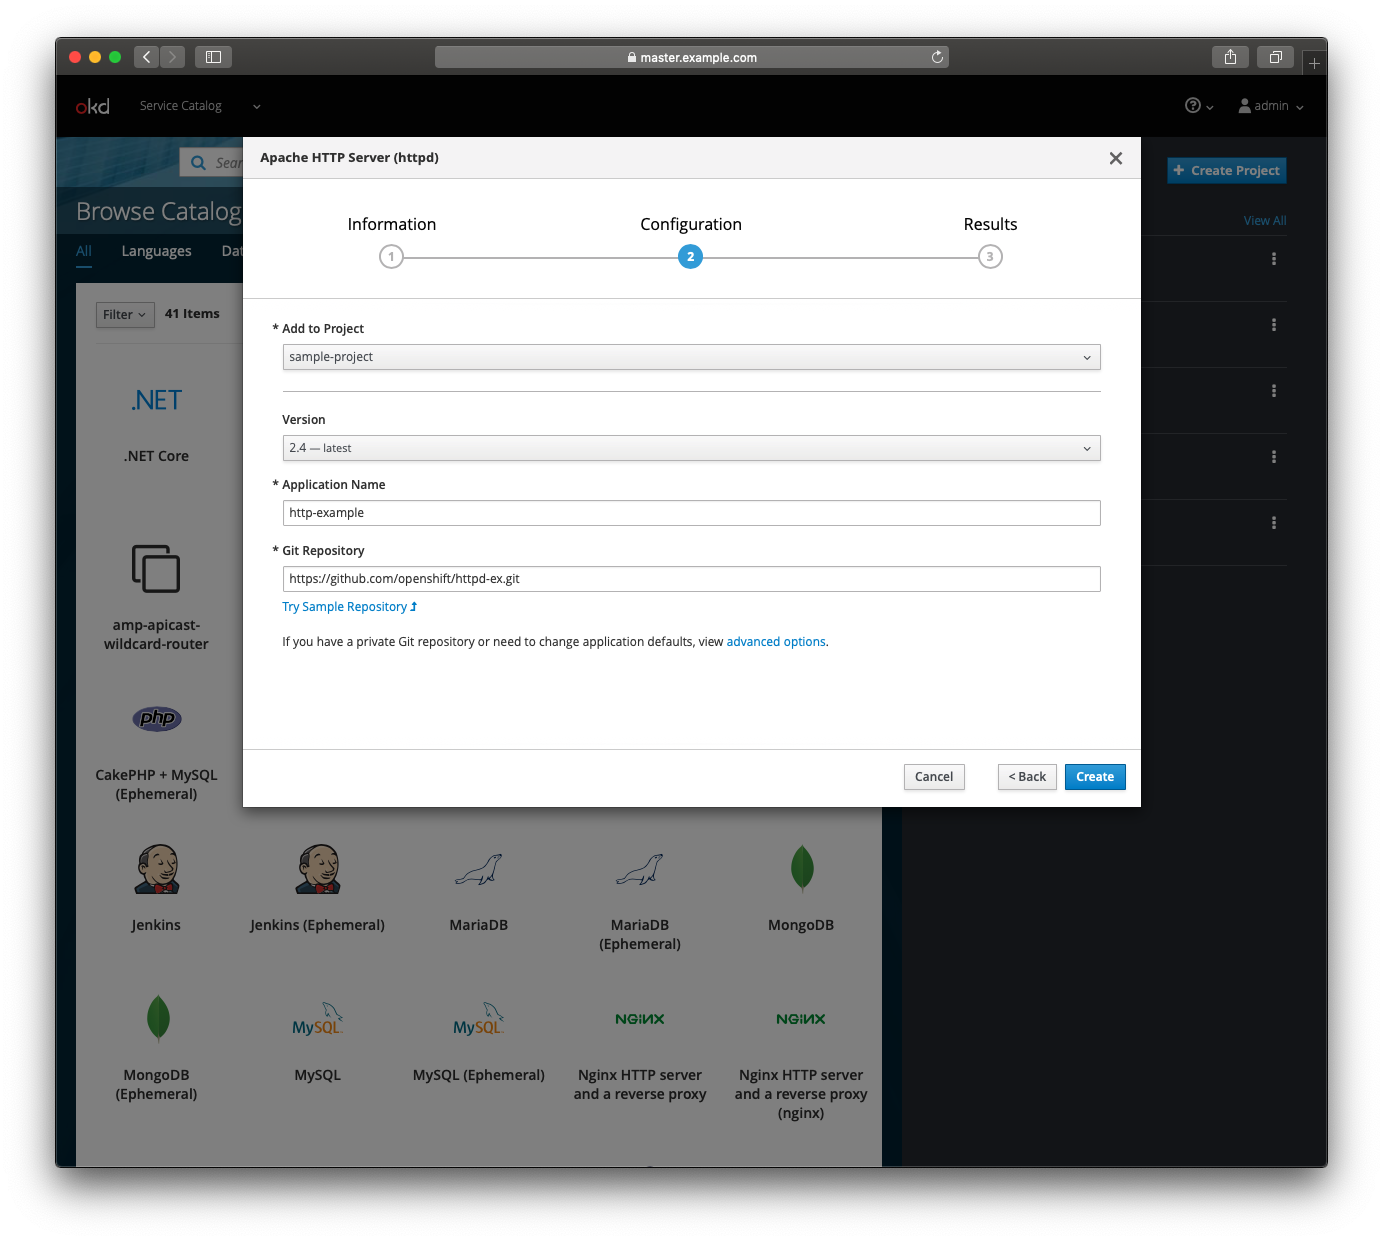 master.example.com
okd
Service Catalog
admin
Apache HTTP Server (httpd)
Create Project
Browse Catalog
View All
All
Languages
Information
Configuration
Results
1
2
3
Filter
41 Items
* Add to Project
sample-project
Version
2.4 — latest
* Application Name
http-example
* Git Repository
https://github.com/openshift/httpd-ex.git
Try Sample Repository
If you have a private Git repository or need to change application defaults, view advanced options.
Cancel
< Back
Create
.NET
.NET Core
amp-apicast-
wildcard-router
php
CakePHP + MySQL
(Ephemeral)
Jenkins
Jenkins (Ephemeral)
MariaDB
MariaDB
(Ephemeral)
MongoDB
MySQL
MySQL
NGINX
NGINX
MongoDB
(Ephemeral)
MySQL
MySQL (Ephemeral)
Nginx HTTP server
and a reverse proxy
Nginx HTTP server
and a reverse proxy
(nginx)